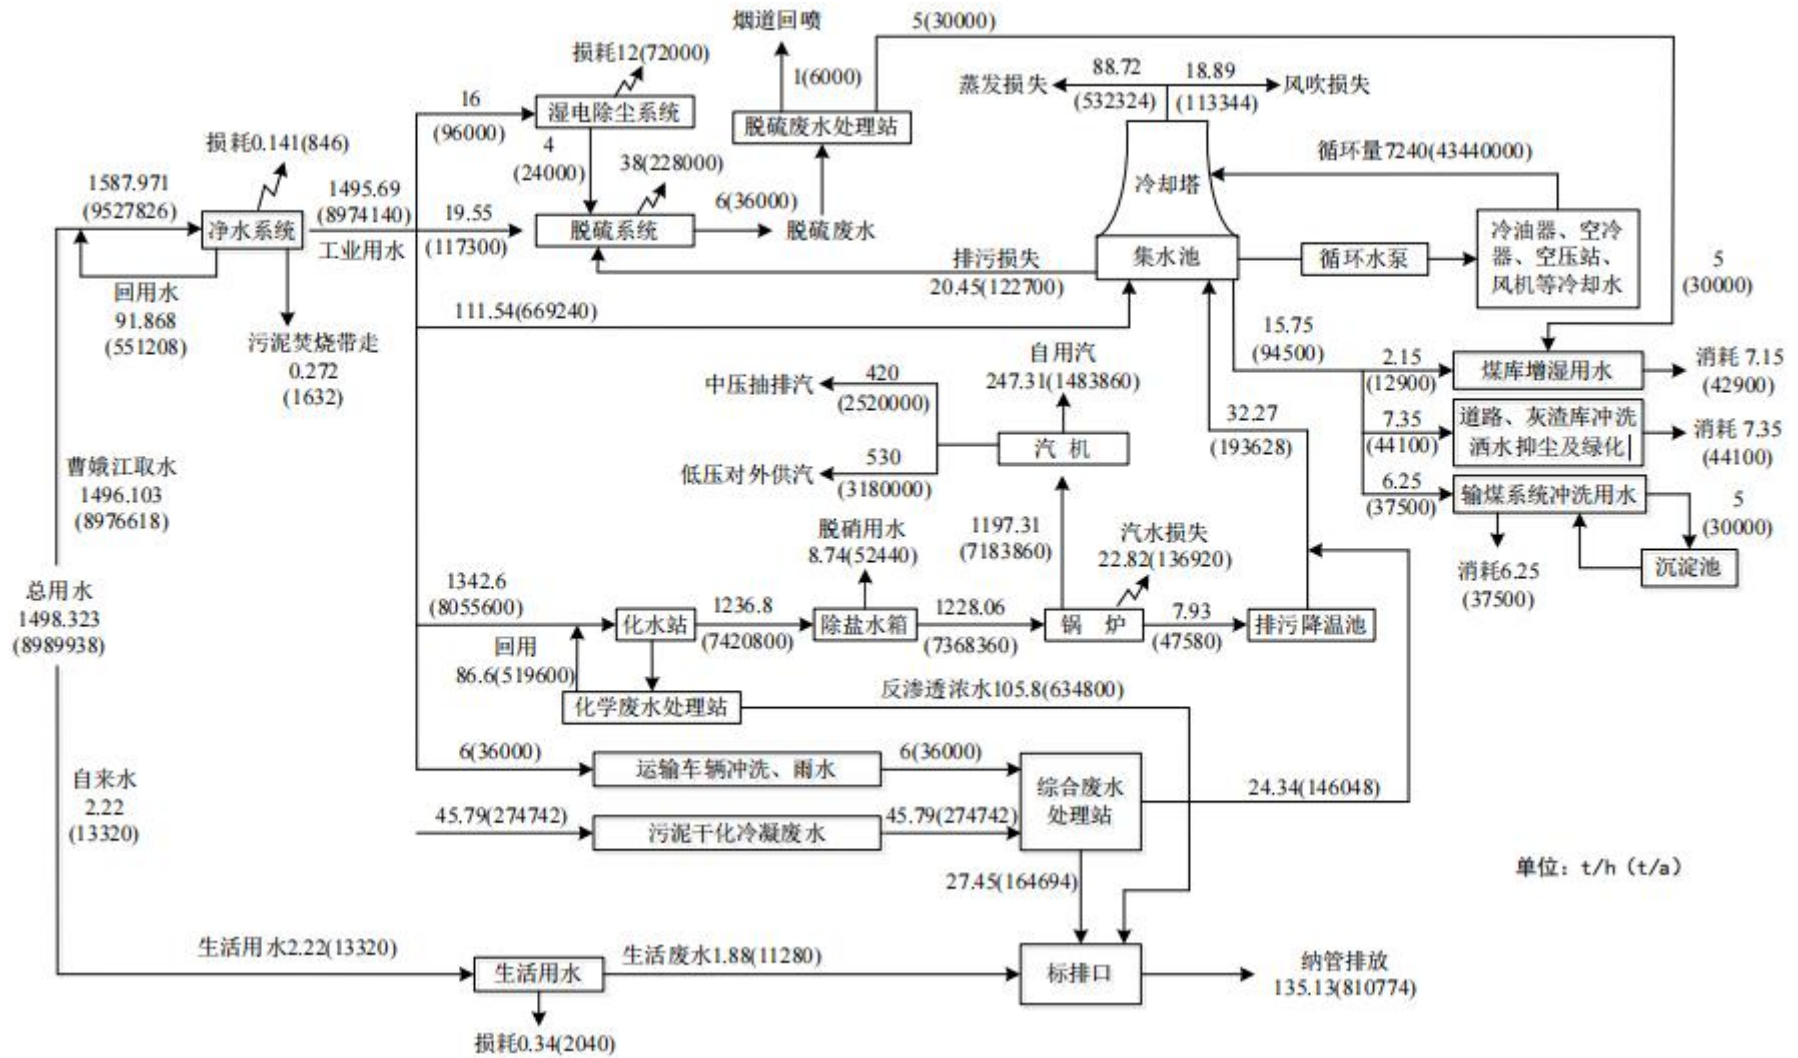 烟道回喷
5(30000)
损耗12(72000)
1(6000)
88.72
18.89
蒸发损失
(532324)
(113344)
风吹损失
16
(96000)
湿电除尘系统
脱硫废水处理站
4
(24000)
38(228000)
循环量7240(43440000)
损耗0.141(846)
冷却塔
1587.971
(9527826)
1495.69
(8974140)
19.55
(117300)
6(36000)
净水系统
工业用水
脱硫系统
脱硫废水
冷油器、空冷
器、空压站、
风机等冷却水
集水池
循环水泵
排污损失
20.45(122700)
5
(30000)
回用水
91.868
(551208)
111.54(669240)
污泥焚烧带走
0.272
(1632)
15.75
(94500)
2.15
(12900)
煤库增湿用水
消耗 7.15
(42900)
自用汽
247.31(1483860)
中压抽排汽
420
(2520000)
32.27
(193628)
7.35
(44100)
道路、灰渣库冲洗
洒水抑尘及绿化
消耗 7.35
(44100)
汽 机
低压对外供汽
530
(3180000)
6.25
(37500)
输煤系统冲洗用水
5
(30000)
曹娥江取水
1496.103
(8976618)
脱硝用水
8.74(52440)
1197.31
(7183860)
汽水损失
22.82(136920)
消耗6.25
(37500)
沉淀池
总用水
1498.323
(8989938)
1342.6
(8055600)
化水站
1236.8
(7420800)
除盐水箱
1228.06
(7368360)
锅 炉
7.93
(47580)
排污降温池
回用
86.6(519600)
化学废水处理站
反渗透浓水105.8(634800)
6(36000)
运输车辆冲洗、雨水
6(36000)
综合废水
处理站
24.34(146048)
自来水
2.22
(13320)
45.79(274742)
污泥干化冷凝废水
45.79(274742)
27.45(164694)
单位：t/h（t/a）
生活用水2.22(13320)
生活用水
生活废水1.88(11280)
标排口
纳管排放
135.13(810774)
损耗0.34(2040)